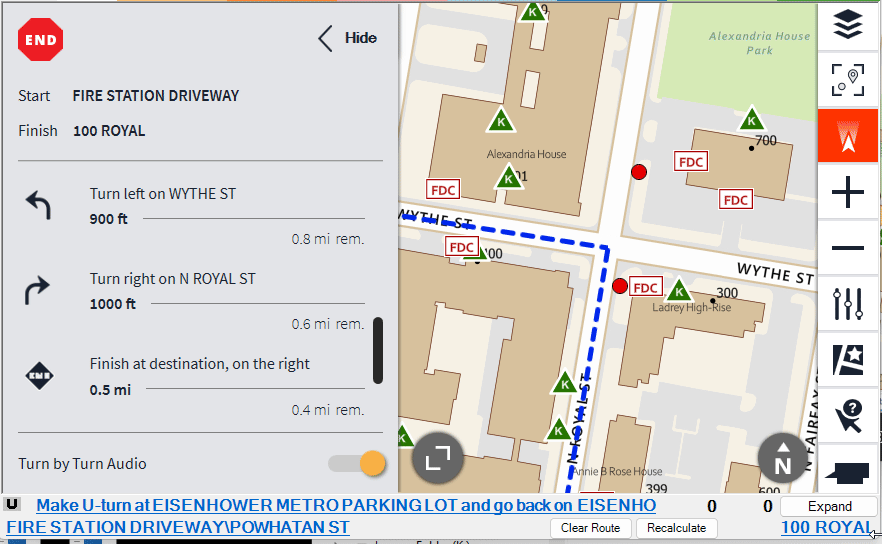 END
Hide
Start FIRE STATION DRIVEWAY
Finish 100 ROYAL
Turn left on WYTHE ST
900 ft
0.8 mi rem.
Turn right on N ROYAL ST
1000 ft
0.6 mi rem.
END
Finish at destination, on the right
0.5 mi
0.4 mi rem.
Turn by Turn Audio
Alexandria House
Park
K
K
K
700
Alexandria House
FDC
K
FDC
FDC
WYTHE ST
FDC
WYTHE ST
FDC
K
300
Ladrey High-Rise
K
N ROYAL ST
K
K
N FAIRFAX ST
N
Annie B Rose House
399
600
U Make U-turn at EISENHOWER METRO PARKING LOT and go back on EISENHO 0 0 Expand
FIRE STATION DRIVEWAY\POWHATAN ST Clear Route Recalculate 100 ROYAL